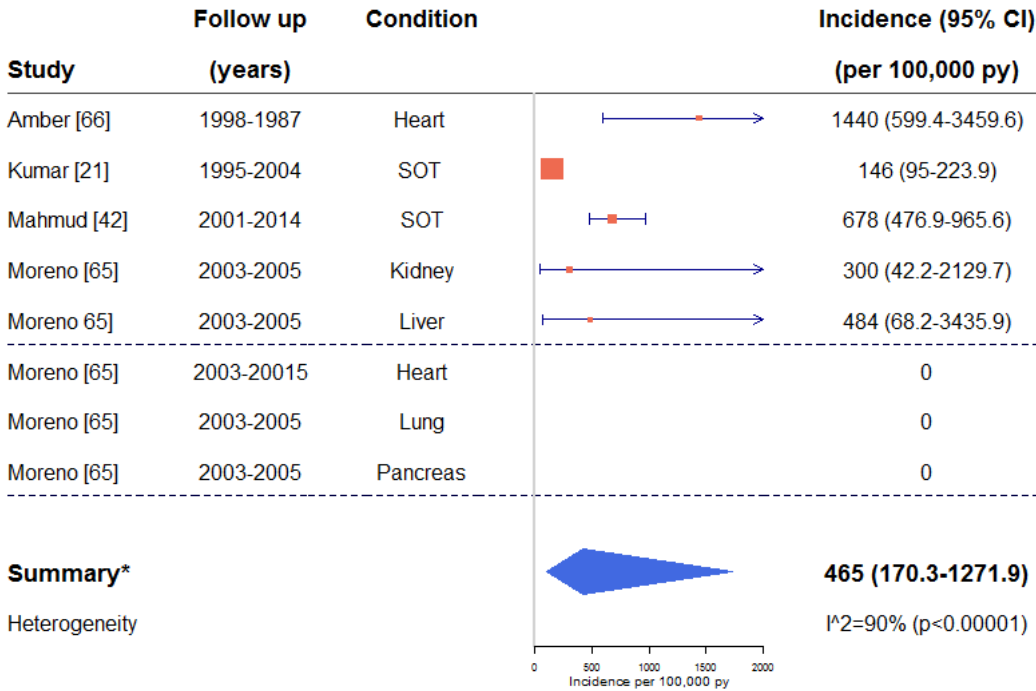 Follow up Condition Incidence (95% CI)
Study (years) (per 100,000 py)
Amber [66] 1998-1987 Heart 1440 (599.4-3459.6)
Kumar [21] 1995-2004 SOT 146 (95-223.9)
Mahmud [42] 2001-2014 SOT 678 (476.9-965.6)
Moreno [65] 2003-2005 Kidney 300 (42.2-2129.7)
Moreno 65] 2003-2005 Liver 484 (68.2-3435.9)
Moreno [65] 2003-20015 Heart 0
Moreno [65] 2003-2005 Lung 0
Moreno [65] 2003-2005 Pancreas 0
Summary* 465 (170.3-1271.9)
Heterogeneity I^2=90% (p<0.00001)
0 500 1000 1500 2000
Incidence per 100,000 py